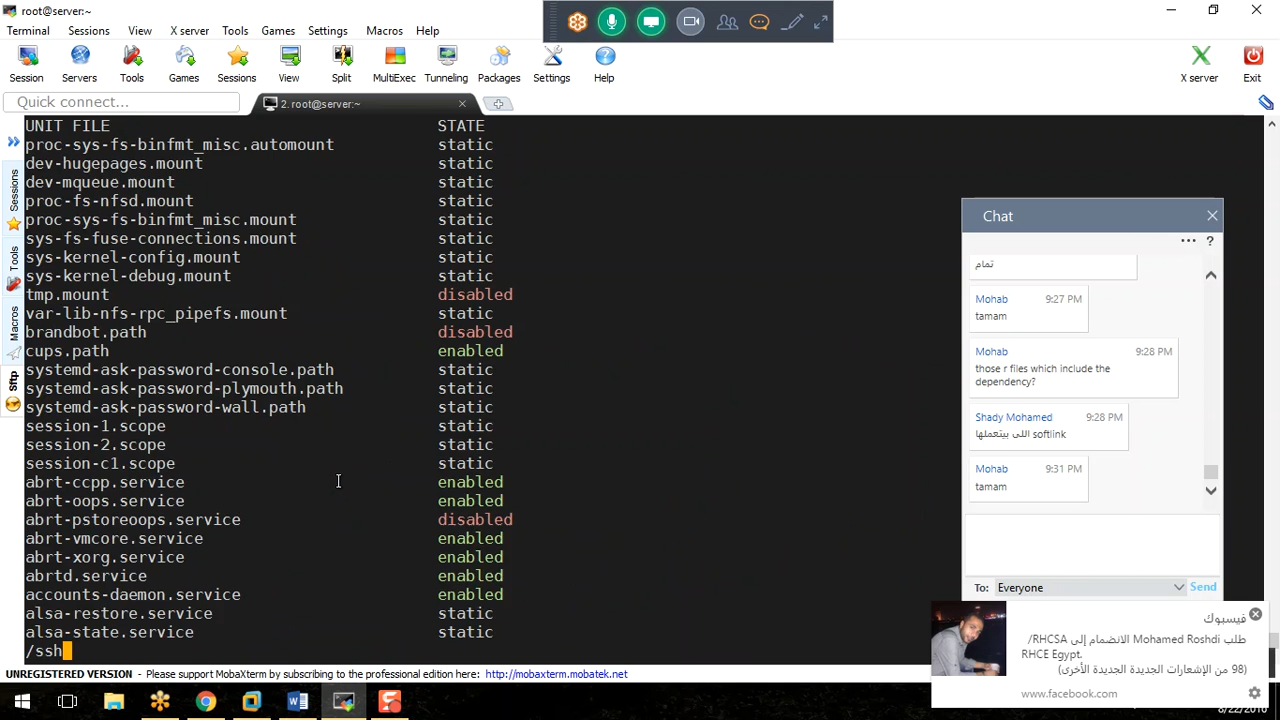 root@server:~
Terminal Sessions View X server Tools Games Settings Macros Help
Session Servers Tools Games Sessions View Split MultiExec Tunneling Packages Settings Help X server Exit
Quick connect...
2. root@server:~
Sessions
Tools
Macros
Sftp
UNIT FILE STATE
proc-sys-fs-binfmt_misc.automount static
dev-hugepages.mount static
dev-mqueue.mount static
proc-fs-nfsd.mount static
proc-sys-fs-binfmt_misc.mount static
sys-fs-fuse-connections.mount static
sys-kernel-config.mount static
sys-kernel-debug.mount static
tmp.mount disabled
var-lib-nfs-rpc_pipefs.mount static
brandbot.path disabled
cups.path enabled
systemd-ask-password-console.path static
systemd-ask-password-plymouth.path static
systemd-ask-password-wall.path static
session-1.scope static
session-2.scope static
session-c1.scope static
abrt-ccpp.service enabled
abrt-oops.service enabled
abrt-pstoreoops.service disabled
abrt-vmcore.service enabled
abrt-xorg.service enabled
abrtd.service enabled
accounts-daemon.service enabled
alsa-restore.service static
alsa-state.service static
/ssh
Chat
تمام
Mohab 9:27 PM
tamam
Mohab 9:28 PM
those r files which include the
dependency?
Shady Mohamed 9:28 PM
اللى بيتعملها softlink
Mohab 9:31 PM
tamam
To: Everyone Send
فيسبوك
طلب Mohamed Roshdi الانضمام إلى RHCSA/
RHCE Egypt.
(98 من الإشعارات الجديدة الأخرى)
www.facebook.com
UNREGISTERED VERSION - Please support MobaXterm by subscribing to the professional edition here: http://mobaxterm.mobatek.net
8/22/2016